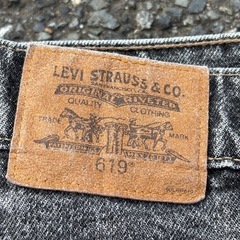 LEVI STRAUSS & CO.
ORIGINAL RIVETED
QUALITY CLOTHING
TRADE MARK
619